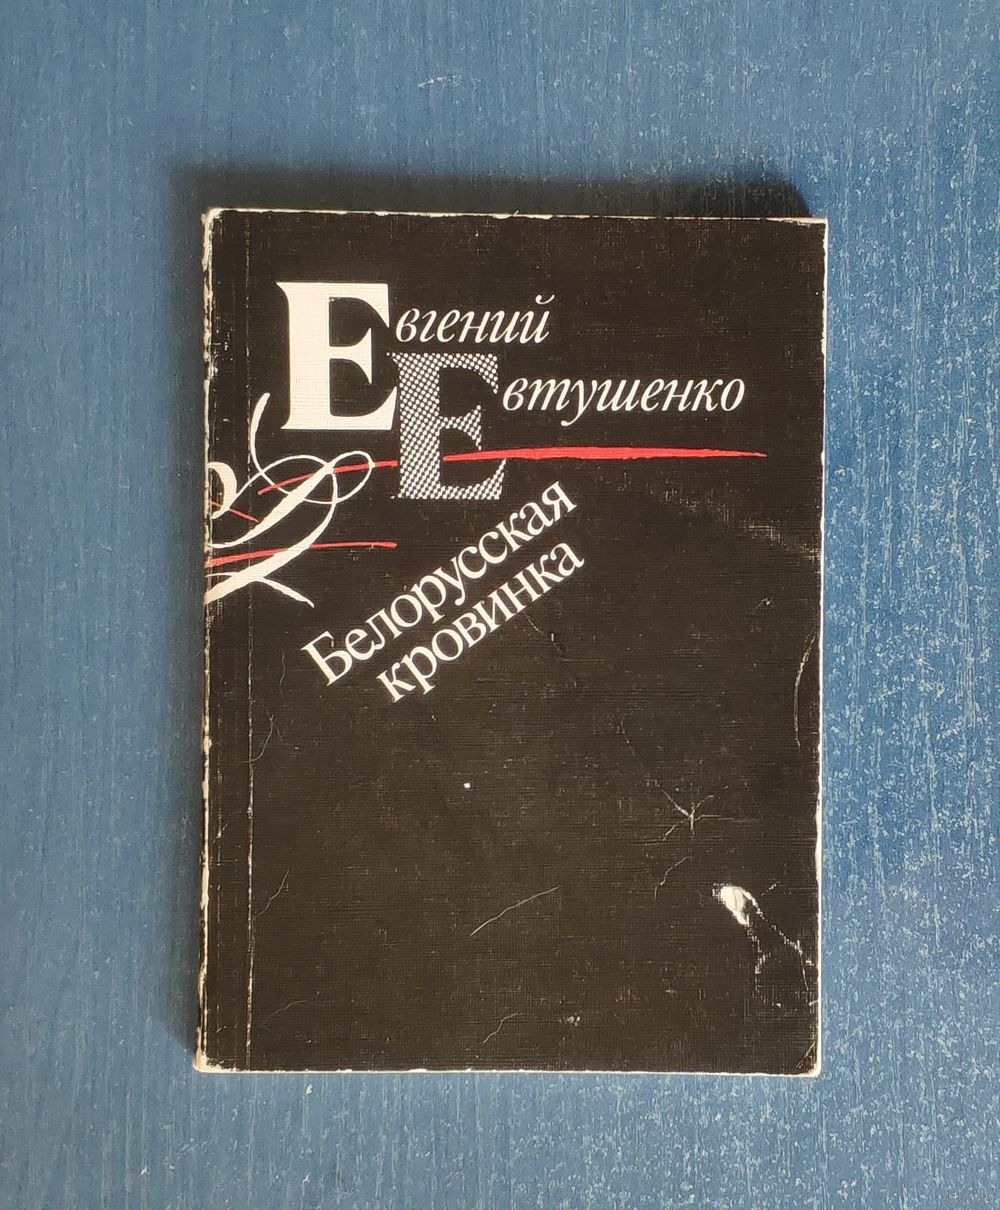 Евгений
Евтушенко
Белорусская
кровинка